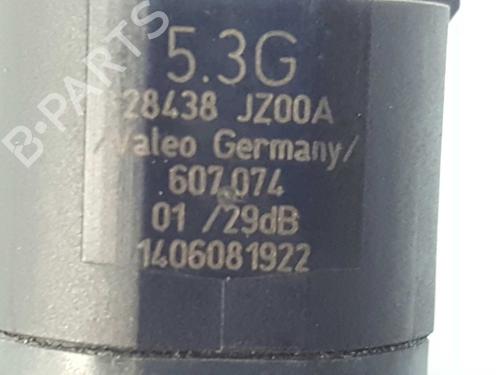 B-PARTS
5.3G
28438 JZ00A
/Valeo Germany/
607.074
01 /29dB
1406081922